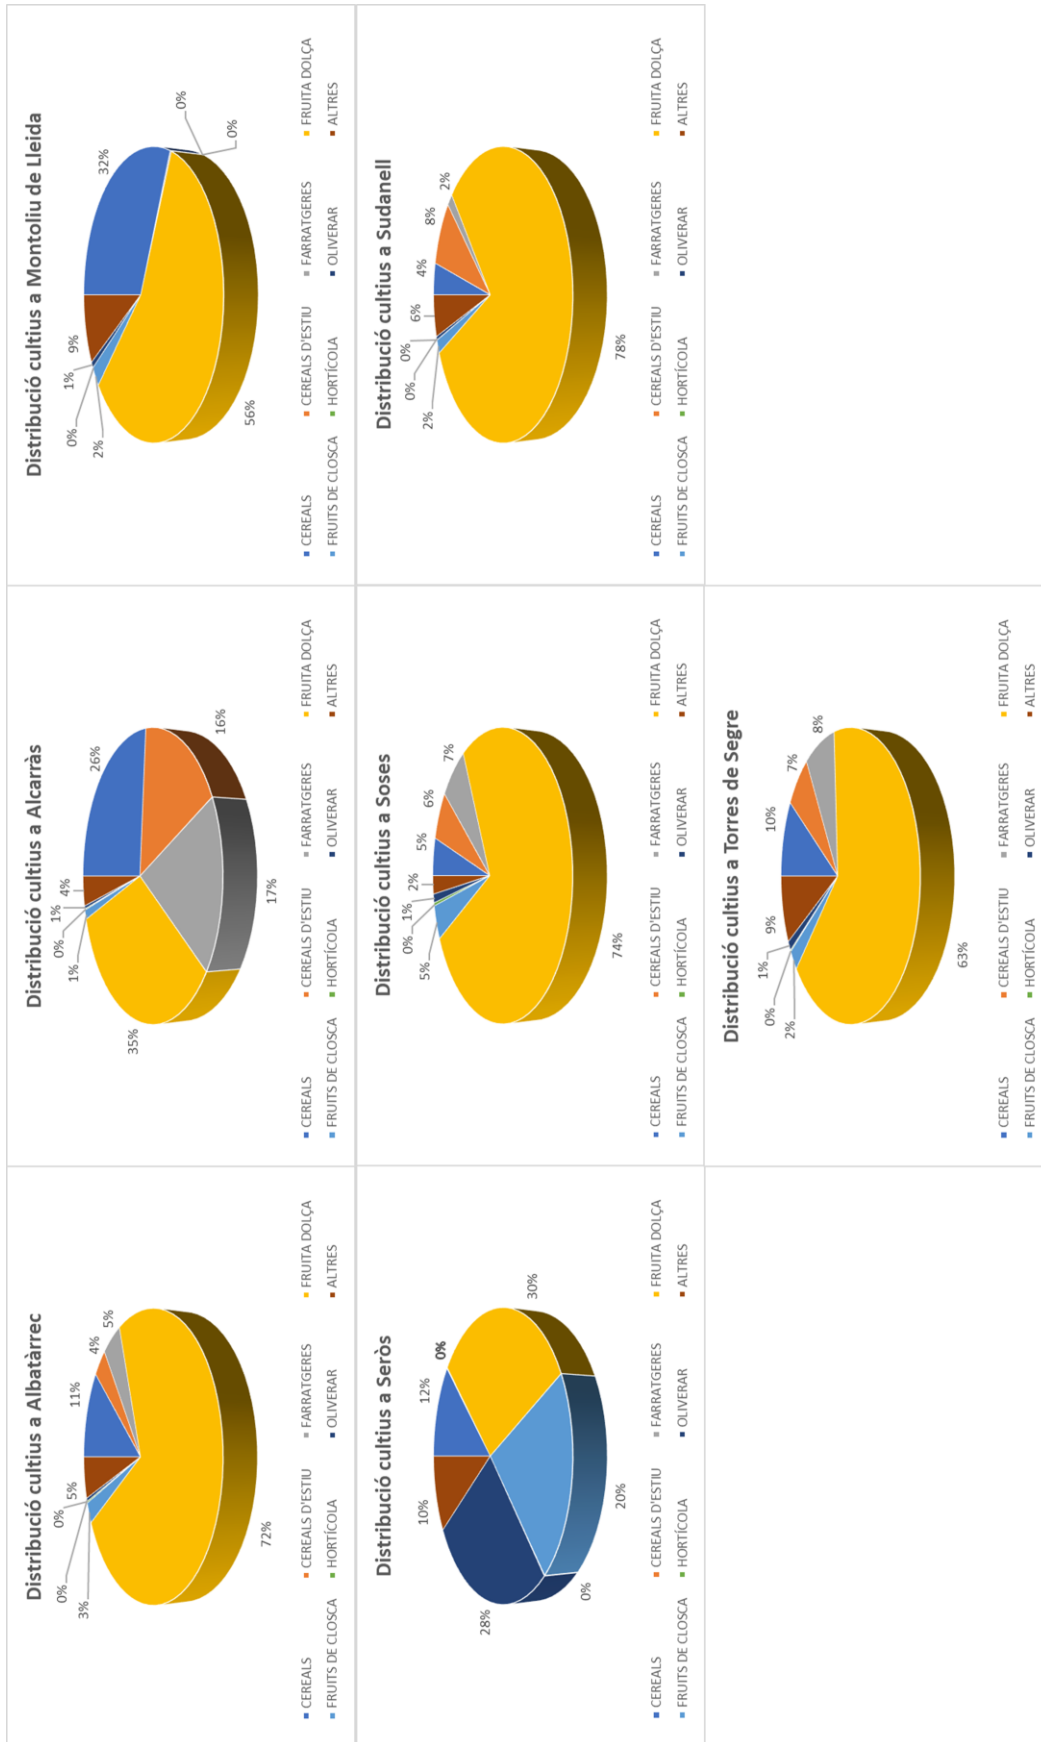 Distribució cultius a Albatàrrec
11%
4%
5%
72%
3%
0%
0%
5%
CEREALS CEREALS D'ESTIU FARRATGERES FRUITA DOLÇA
FRUITS DE CLOSCA HORTÍCOLA OLIVERAR ALTRES
Distribució cultius a Alcarràs
26%
16%
17%
35%
1%
0%
1%
4%
CEREALS CEREALS D'ESTIU FARRATGERES FRUITA DOLÇA
FRUITS DE CLOSCA HORTÍCOLA OLIVERAR ALTRES
Distribució cultius a Montoliu de Lleida
32%
0%
0%
56%
2%
0%
1%
9%
CEREALS CEREALS D'ESTIU FARRATGERES FRUITA DOLÇA
FRUITS DE CLOSCA HORTÍCOLA OLIVERAR ALTRES
Distribució cultius a Seròs
12%
0%
30%
20%
0%
28%
10%
CEREALS CEREALS D'ESTIU FARRATGERES FRUITA DOLÇA
FRUITS DE CLOSCA HORTÍCOLA OLIVERAR ALTRES
Distribució cultius a Soses
5%
6%
7%
74%
5%
0%
1%
2%
CEREALS CEREALS D'ESTIU FARRATGERES FRUITA DOLÇA
FRUITS DE CLOSCA HORTÍCOLA OLIVERAR ALTRES
Distribució cultius a Sudanell
4%
8%
2%
78%
2%
0%
0%
6%
CEREALS CEREALS D'ESTIU FARRATGERES FRUITA DOLÇA
FRUITS DE CLOSCA HORTÍCOLA OLIVERAR ALTRES
Distribució cultius a Torres de Segre
10%
7%
8%
63%
2%
0%
1%
9%
CEREALS CEREALS D'ESTIU FARRATGERES FRUITA DOLÇA
FRUITS DE CLOSCA HORTÍCOLA OLIVERAR ALTRES